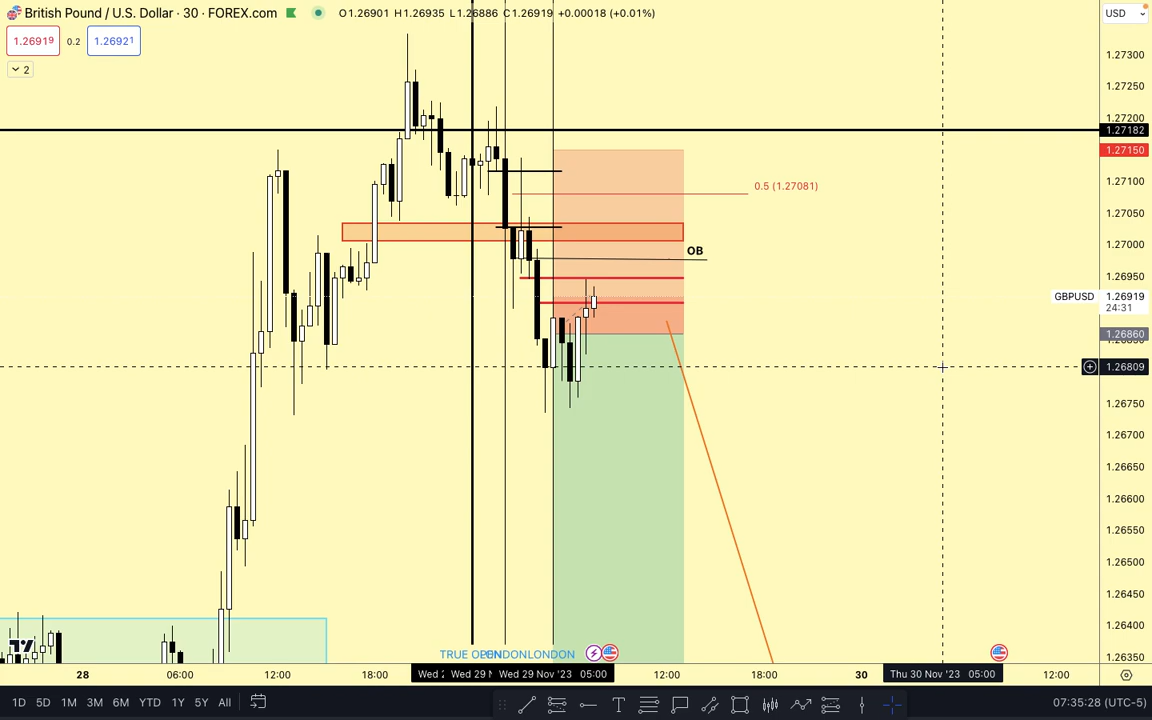 British Pound / U.S. Dollar · 30 · FOREX.com O1.26901 H1.26935 L1.26886 C1.26919 +0.00018 (+0.01%)
USD
1.26919 0.2 1.26921
2
1.27300
1.27250
1.27200
1.27182
1.27150
0.5 (1.27081)
1.27100
1.27050
OB
1.27000
1.26950
GBPUSD 1.26919
24:31
1.26860
1.26809
1.26750
1.26700
1.26650
1.26600
1.26550
1.26500
1.26450
1.26400
1.26350
TRUE OPEN LONDON LONDON
28 06:00 12:00 18:00 Wed 29 N Wed 29 Nov '23 05:00 12:00 18:00 30 Thu 30 Nov '23 05:00 12:00
1D 5D 1M 3M 6M YTD 1Y 5Y All
07:35:28 (UTC-5)